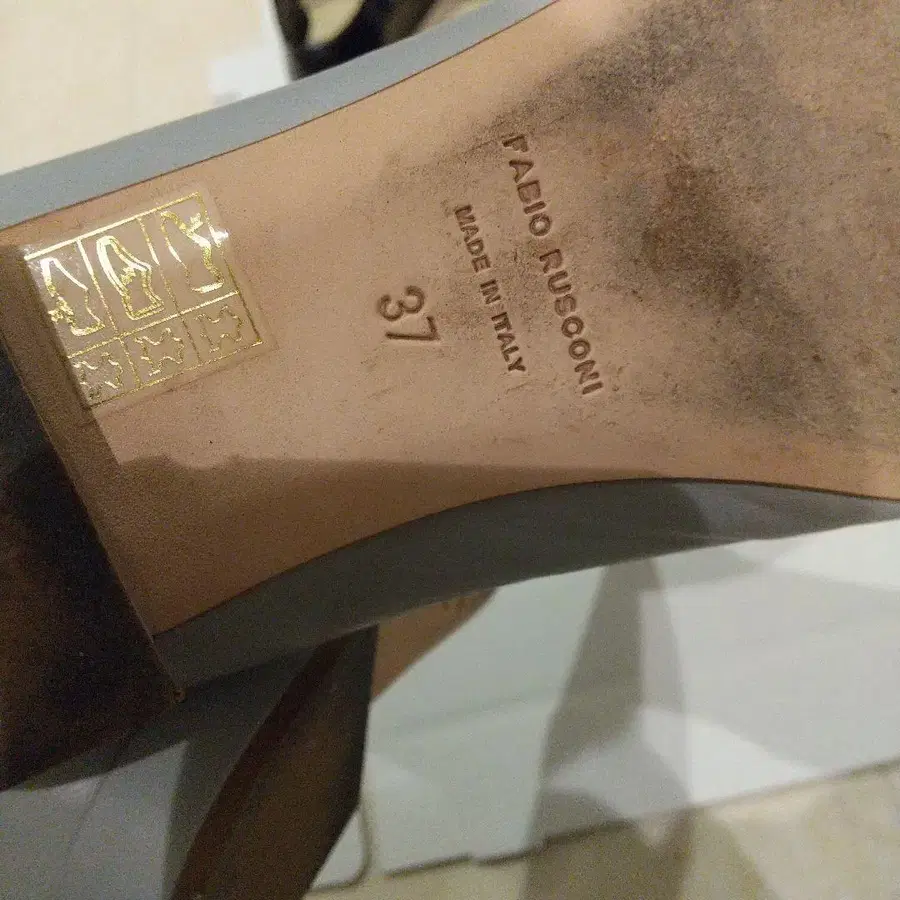 FABIO RUSCONI
MADE IN ITALY
37